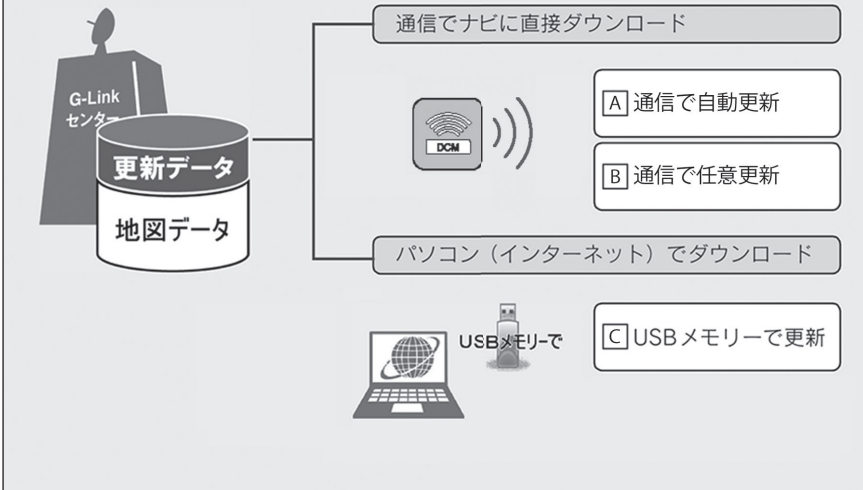 通信でナビに直接ダウンロード
G-Link
センター
更新データ
地図データ
DCM
A 通信で自動更新
B 通信で任意更新
パソコン（インターネット）でダウンロード
USBメモリーで
C USBメモリーで更新